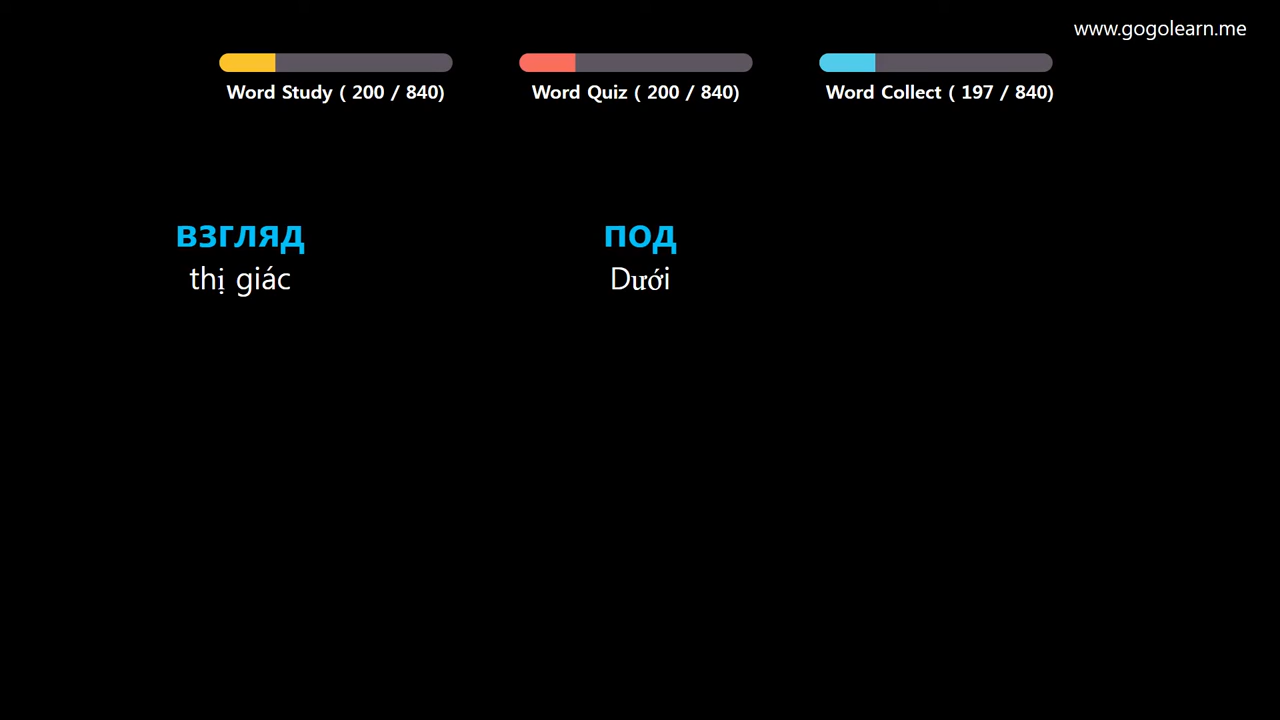 www.gogolearn.me
Word Study ( 200 / 840)
Word Quiz ( 200 / 840)
Word Collect ( 197 / 840)
взгляд
thị giác
под
Dưới